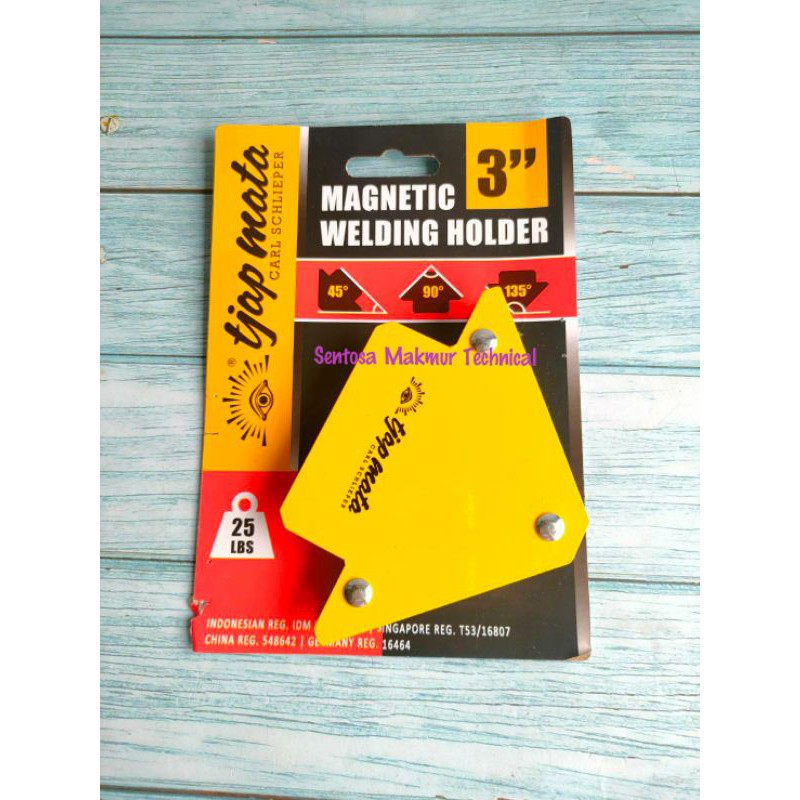 tjap mata
CARL SCHLIEPER
®
3”
MAGNETIC
WELDING HOLDER
45°
90°
135°
Sentosa Makmur Technical
tjap mata
CARL SCHLIEPER
25
LBS
INDONESIAN REG. IDM SINGAPORE REG. T53/16807
CHINA REG. 548642 | GERMANY REG. 16464